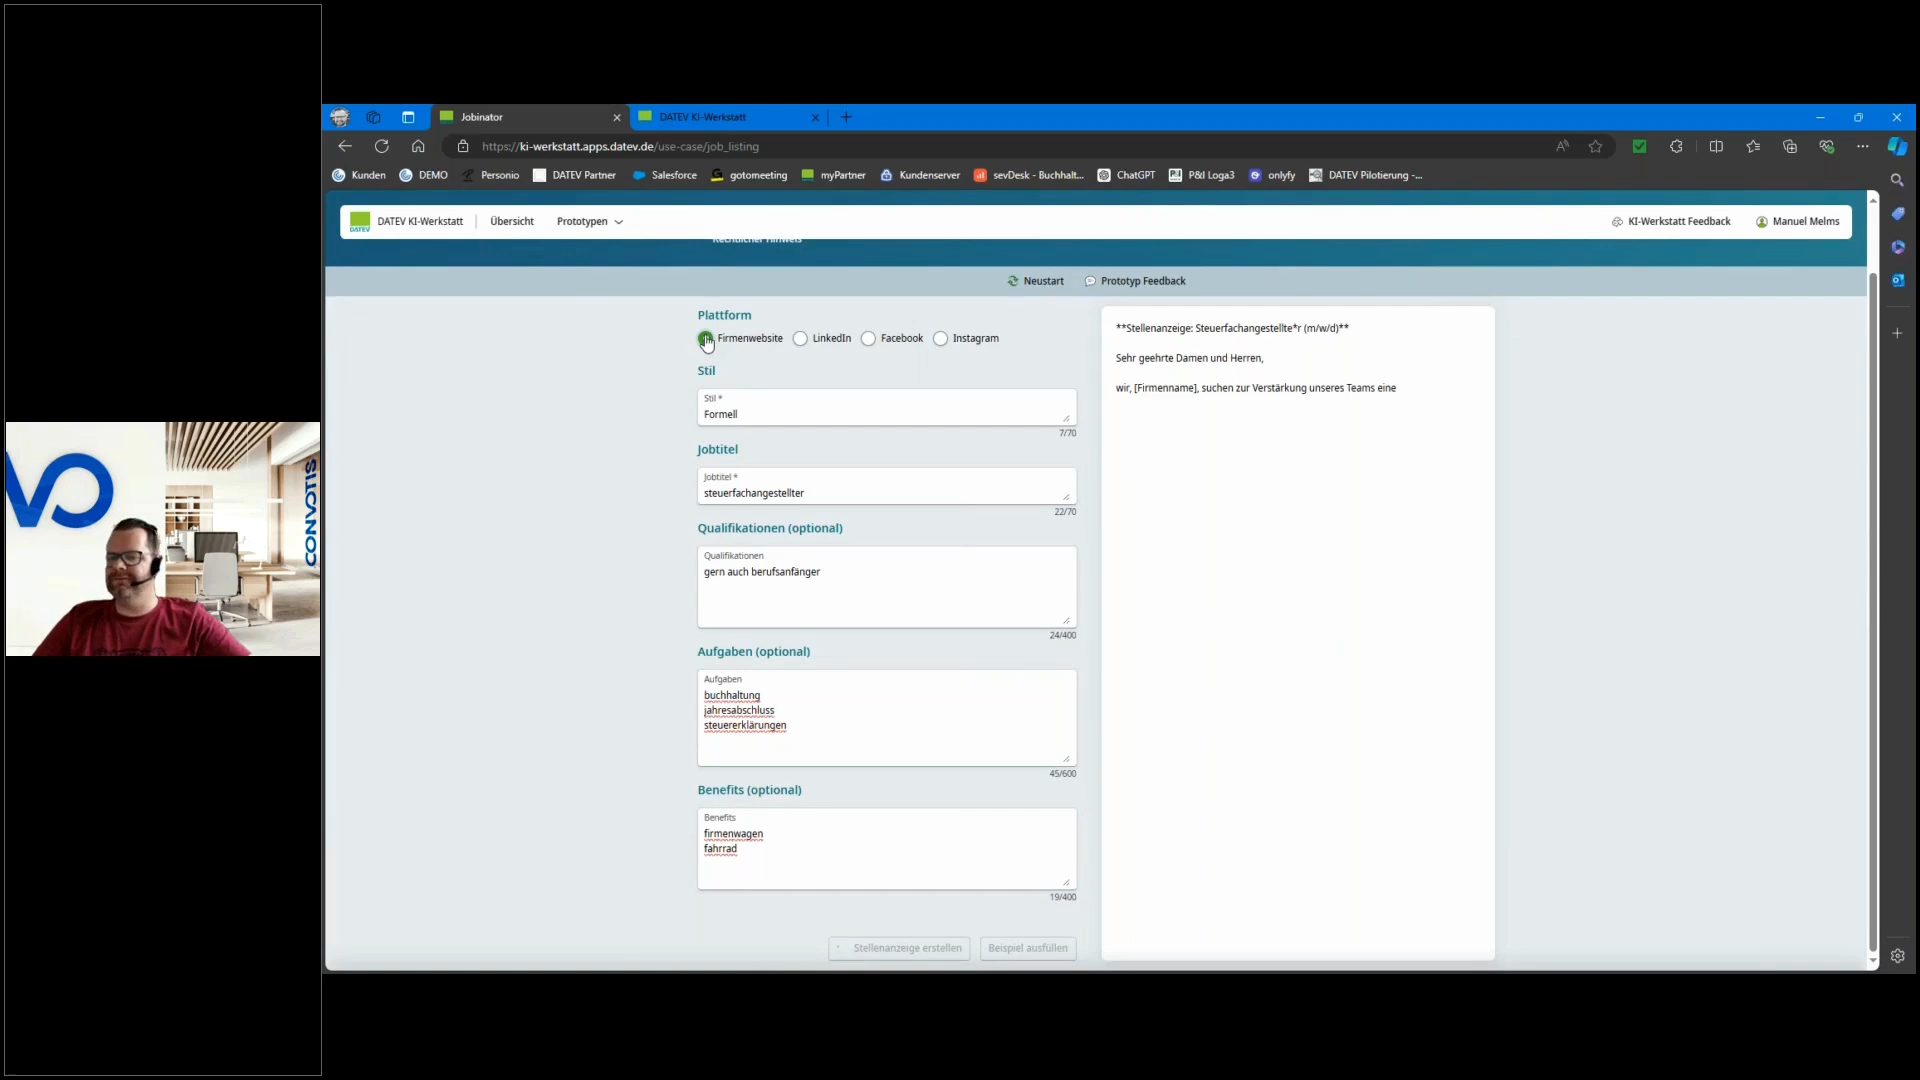 Jobinator
DATEV KI-Werkstatt
https://ki-werkstatt.apps.datev.de/use-case/job_listing
Kunden
DEMO
Personio
DATEV Partner
Salesforce
gotomeeting
myPartner
Kundenserver
sevDesk - Buchhalt...
ChatGPT
P&I Loga3
onlyfy
DATEV Pilotierung -...
DATEV
DATEV KI-Werkstatt
Übersicht
Prototypen
KI-Werkstatt Feedback
Manuel Melms
Rechtlicher Hinweis
Neustart
Prototyp Feedback
Plattform
Firmenwebsite
LinkedIn
Facebook
Instagram
Stil
Stil *
Formell
7/70
Jobtitel
Jobtitel *
steuerfachangestellter
22/70
Qualifikationen (optional)
Qualifikationen
gern auch berufsanfänger
24/400
Aufgaben (optional)
Aufgaben
buchhaltung
jahresabschluss
steuererklärungen
45/600
Benefits (optional)
Benefits
firmenwagen
fahrrad
19/400
Stellenanzeige erstellen
Beispiel ausfüllen
**Stellenanzeige: Steuerfachangestellte*r (m/w/d)**
Sehr geehrte Damen und Herren,
wir, [Firmenname], suchen zur Verstärkung unseres Teams eine
CONVOTIS